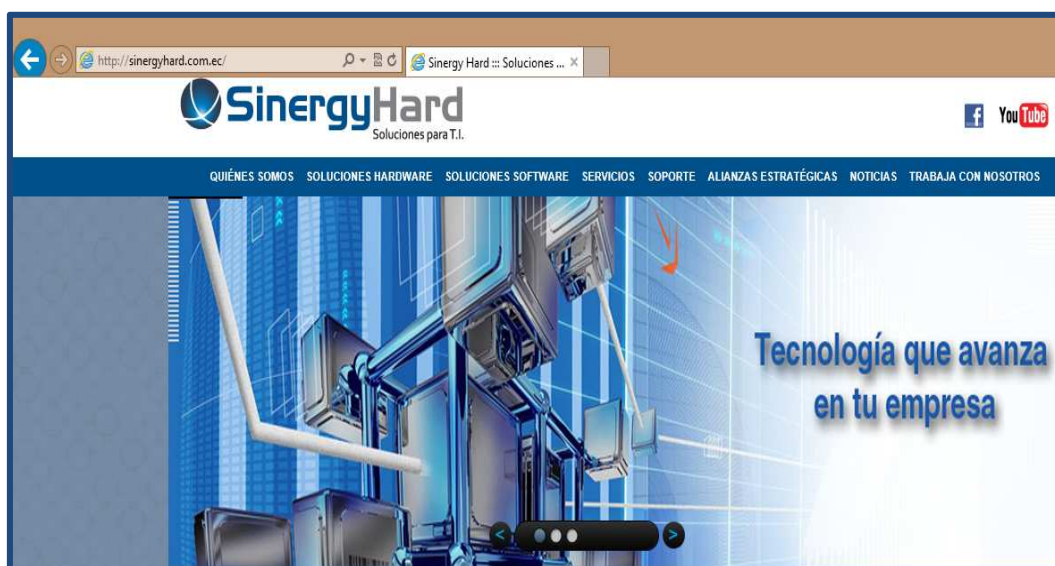 http://sinergyhard.com.ec/
Sinergy Hard ::: Soluciones ...
SinergyHard
Soluciones para T.I.
You Tube
QUIÉNES SOMOS SOLUCIONES HARDWARE SOLUCIONES SOFTWARE SERVICIOS SOPORTE ALIANZAS ESTRATÉGICAS NOTICIAS TRABAJA CON NOSOTROS
Tecnología que avanza
en tu empresa